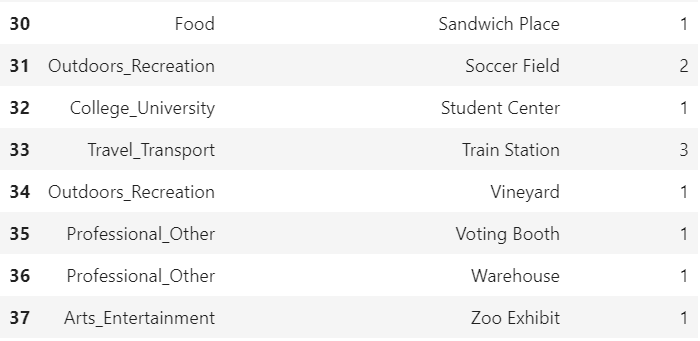 30 Food Sandwich Place 1
31 Outdoors_Recreation Soccer Field 2
32 College_University Student Center 1
33 Travel_Transport Train Station 3
34 Outdoors_Recreation Vineyard 1
35 Professional_Other Voting Booth 1
36 Professional_Other Warehouse 1
37 Arts_Entertainment Zoo Exhibit 1